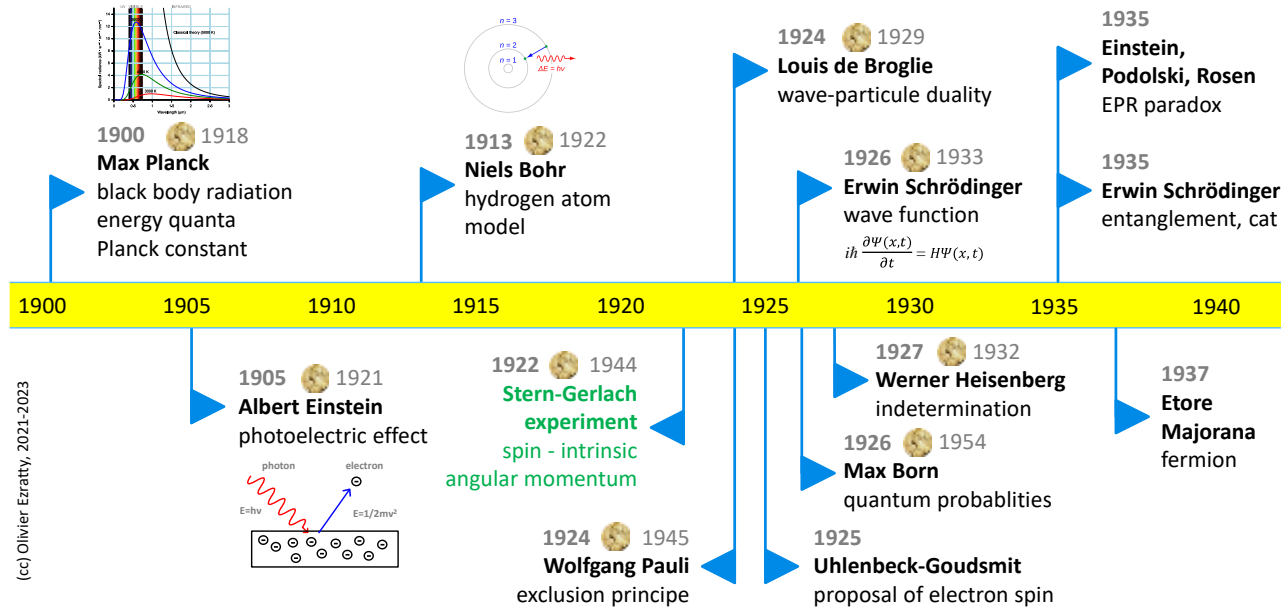 Classical theory (5000 K)
Wavelength (μm)
1900 1918
Max Planck
black body radiation
energy quanta
Planck constant
n = 3
n = 2
n = 1
ΔE = hν
1913 1922
Niels Bohr
hydrogen atom
model
1924 1929
Louis de Broglie
wave-particule duality
1926 1933
Erwin Schrödinger
wave function
iħ ∂Ψ(x,t)/∂t = HΨ(x,t)
1935
Einstein,
Podolski, Rosen
EPR paradox
1935
Erwin Schrödinger
entanglement, cat
1900 1905 1910 1915 1920 1925 1930 1935 1940
1905 1921
Albert Einstein
photoelectric effect
photon electron
E=hν
E=1/2mv²
1922 1944
Stern-Gerlach
experiment
spin - intrinsic
angular momentum
1924 1945
Wolfgang Pauli
exclusion principe
1927 1932
Werner Heisenberg
indetermination
1926 1954
Max Born
quantum probablities
1925
Uhlenbeck-Goudsmit
proposal of electron spin
1937
Etore
Majorana
fermion
(cc) Olivier Ezratty, 2021-2023